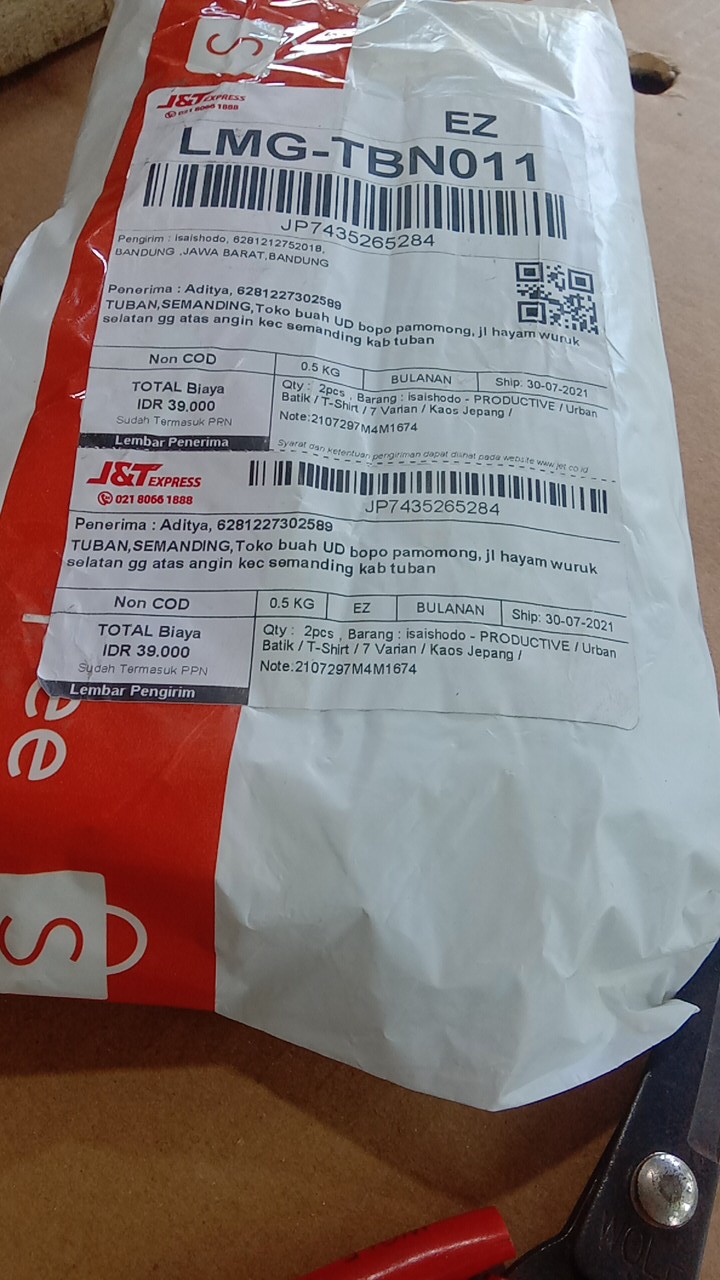 S
J&T EXPRESS
021 8066 1888
EZ
LMG-TBN011
JP7435265284
Pengirim : isaishodo, 6281212752018,
BANDUNG ,JAWA BARAT,BANDUNG
Penerima : Aditya, 6281227302589
TUBAN,SEMANDING,Toko buah UD bopo pamomong, jl hayam wuruk
selatan gg atas angin kec semanding kab tuban
Non COD
0.5 KG
BULANAN
Ship: 30-07-2021
TOTAL Biaya
IDR 39.000
Sudah Termasuk PRN
Lembar Penerima
Qty : 2pcs , Barang : isaishodo - PRODUCTIVE / Urban
Batik / T-Shirt / 7 Varian / Kaos Jepang /
Note:2107297M4M1674
Syarat dan ketentuan pengiriman dapat dilihat pada website www.jet.co.id
J&T EXPRESS
021 8066 1888
JP7435265284
Penerima : Aditya, 6281227302589
TUBAN,SEMANDING,Toko buah UD bopo pamomong, jl hayam wuruk
selatan gg atas angin kec semanding kab tuban
Non COD
0.5 KG
EZ
BULANAN
Ship: 30-07-2021
TOTAL Biaya
IDR 39.000
Sudah Termasuk PPN
Lembar Pengirim
Qty : 2pcs , Barang : isaishodo - PRODUCTIVE / Urban
Batik / T-Shirt / 7 Varian / Kaos Jepang /
Note.2107297M4M1674
ee
S